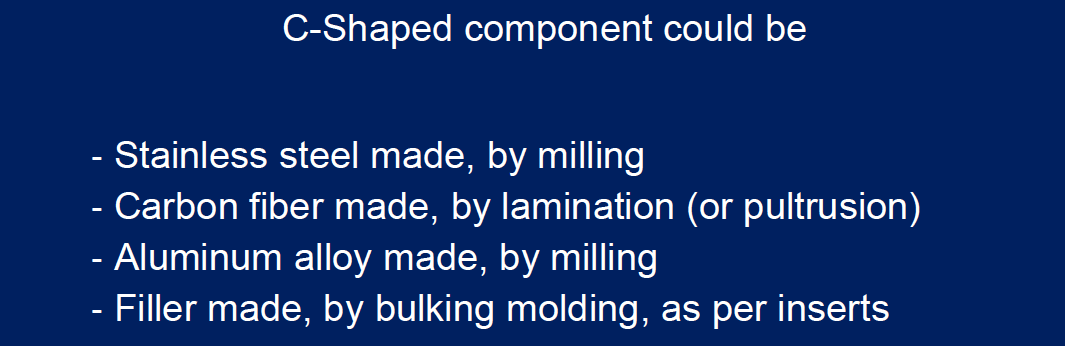 C-Shaped component could be
- Stainless steel made, by milling
- Carbon fiber made, by lamination (or pultrusion)
- Aluminum alloy made, by milling
- Filler made, by bulking molding, as per inserts